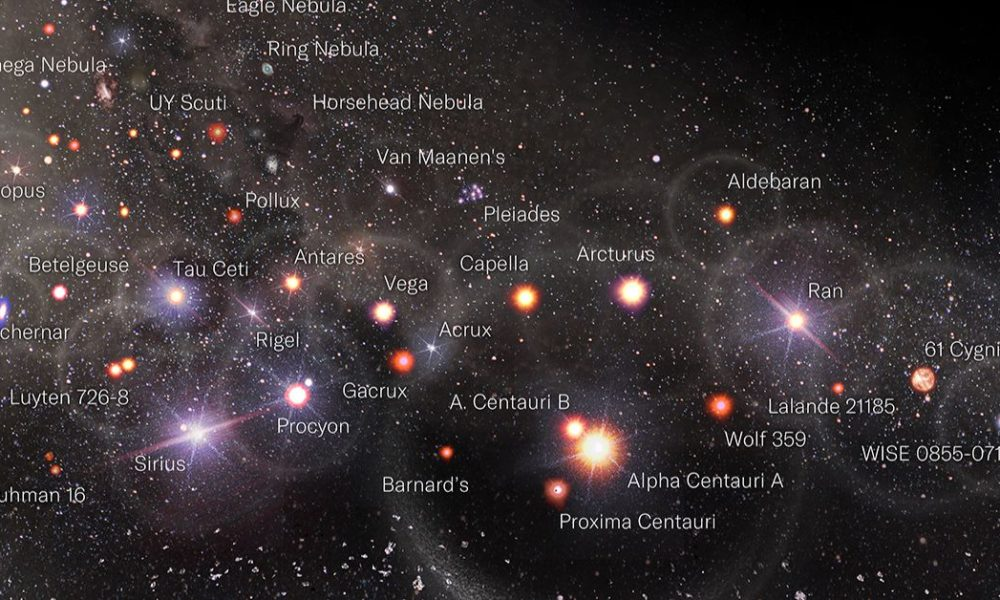 Eagle Nebula
Ring Nebula
ega Nebula
UY Scuti
Horsehead Nebula
Van Maanen's
Aldebaran
opus
Pollux
Pleiades
Antares
Arcturus
Betelgeuse
Tau Ceti
Capella
Vega
Ran
chernar
Rigel
Acrux
61 Cygni
Luyten 726-8
Gacrux
A. Centauri B
Lalande 21185
Procyon
Wolf 359
WISE 0855-071
Sirius
Barnard's
Alpha Centauri A
uhman 16
Proxima Centauri